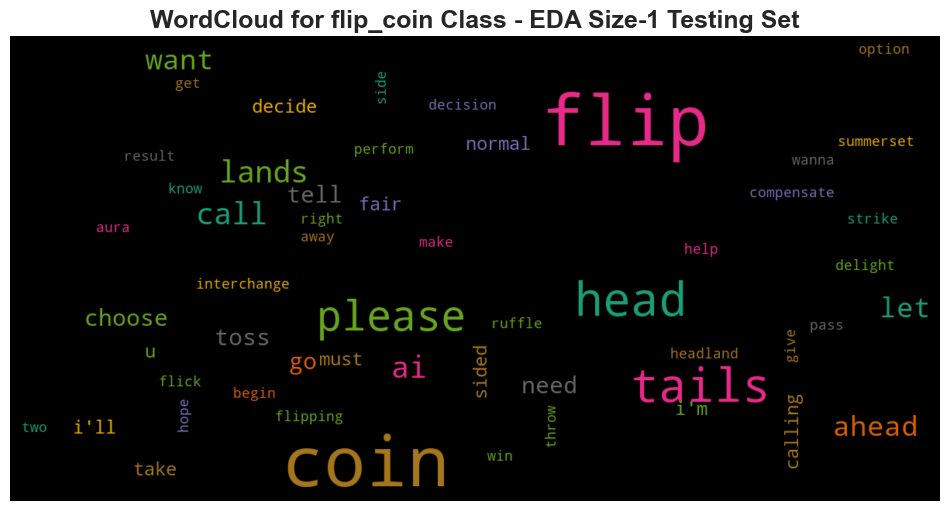 WordCloud for flip_coin Class - EDA Size-1 Testing Set
option
want
get
side
decide
decision
flip
normal
summerset
perform
result
wanna
lands
know
tell
compensate
fair
call
right
strike
aura
away
make
help
delight
interchange
head
let
please
choose
ruffle
pass
toss
u
go
must
ai
sided
headland
give
flick
need
tails
begin
i'm
flipping
hope
throw
calling
ahead
two
i'll
win
coin
take